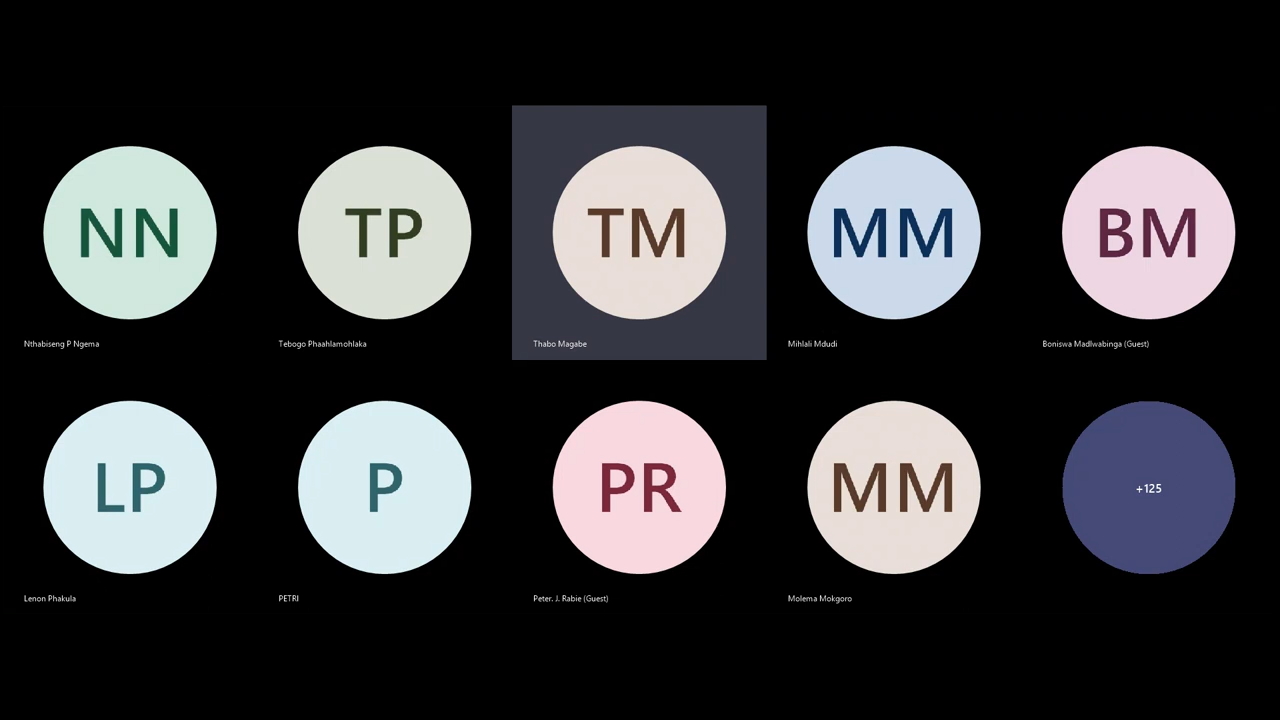 NN
TP
TM
MM
BM
Nthabiseng P Ngema
Tebogo Phaahlamohlaka
Thabo Magabe
Mihlali Mdudi
Boniswa Madlwabinga (Guest)
LP
P
PR
MM
+125
Lenon Phakula
PETRI
Peter. J. Rabie (Guest)
Molema Mokgoro